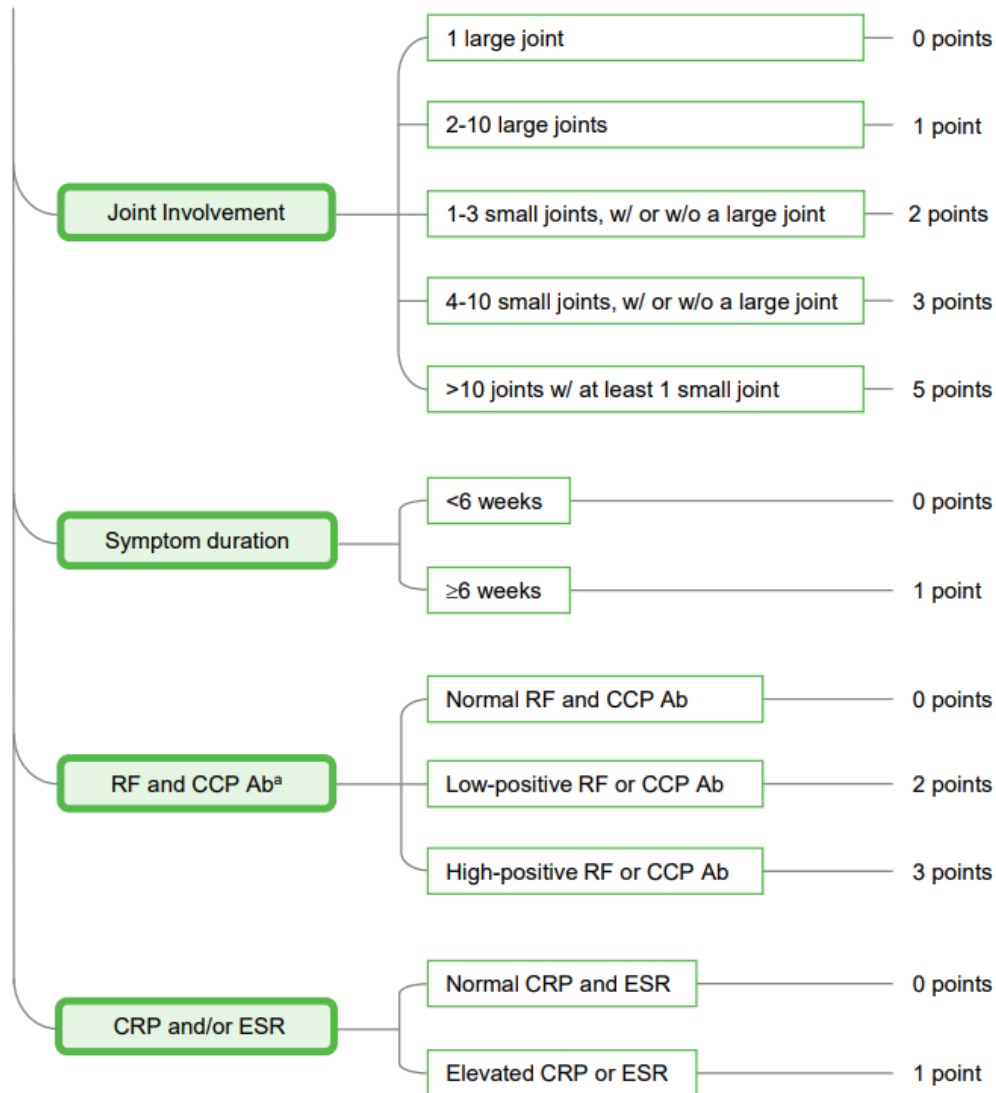 1 large joint 0 points
2-10 large joints 1 point
Joint Involvement 1-3 small joints, w/ or w/o a large joint 2 points
4-10 small joints, w/ or w/o a large joint 3 points
>10 joints w/ at least 1 small joint 5 points
<6 weeks 0 points
Symptom duration
≥6 weeks 1 point
Normal RF and CCP Ab 0 points
RF and CCP Abᵃ Low-positive RF or CCP Ab 2 points
High-positive RF or CCP Ab 3 points
Normal CRP and ESR 0 points
CRP and/or ESR
Elevated CRP or ESR 1 point